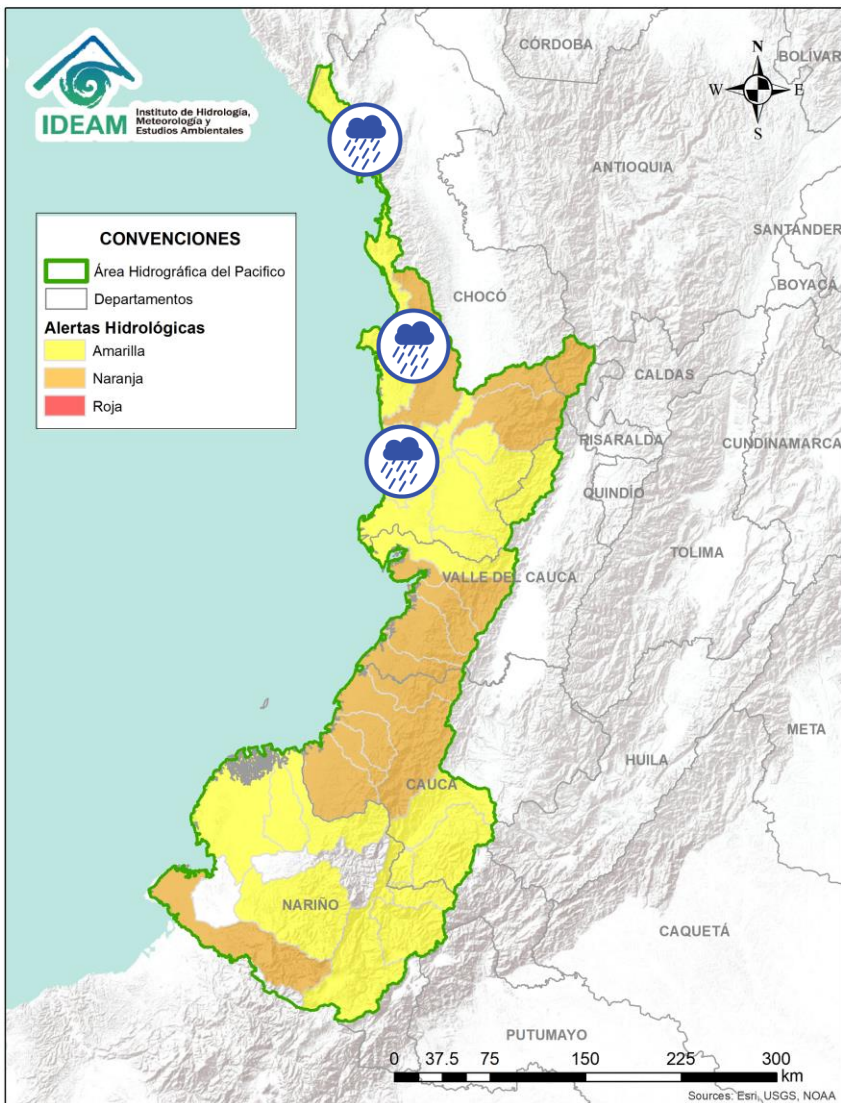 IDEAM
Instituto de Hidrología,
Meteorología y
Estudios Ambientales
CÓRDOBA
BOLÍVAR
N
W
E
S
ANTIOQUIA
SANTANDER
BOYACÁ
CONVENCIONES
Área Hidrográfica del Pacifico
Departamentos
Alertas Hidrológicas
Amarilla
Naranja
Roja
CHOCÓ
CALDAS
RISARALDA
CUNDINAMARCA
QUINDÍO
TOLIMA
VALLE DEL CAUCA
META
HUILA
CAUCA
NARIÑO
CAQUETÁ
PUTUMAYO
0 37.5 75 150 225 300
km
Sources: Esri, USGS, NOAA